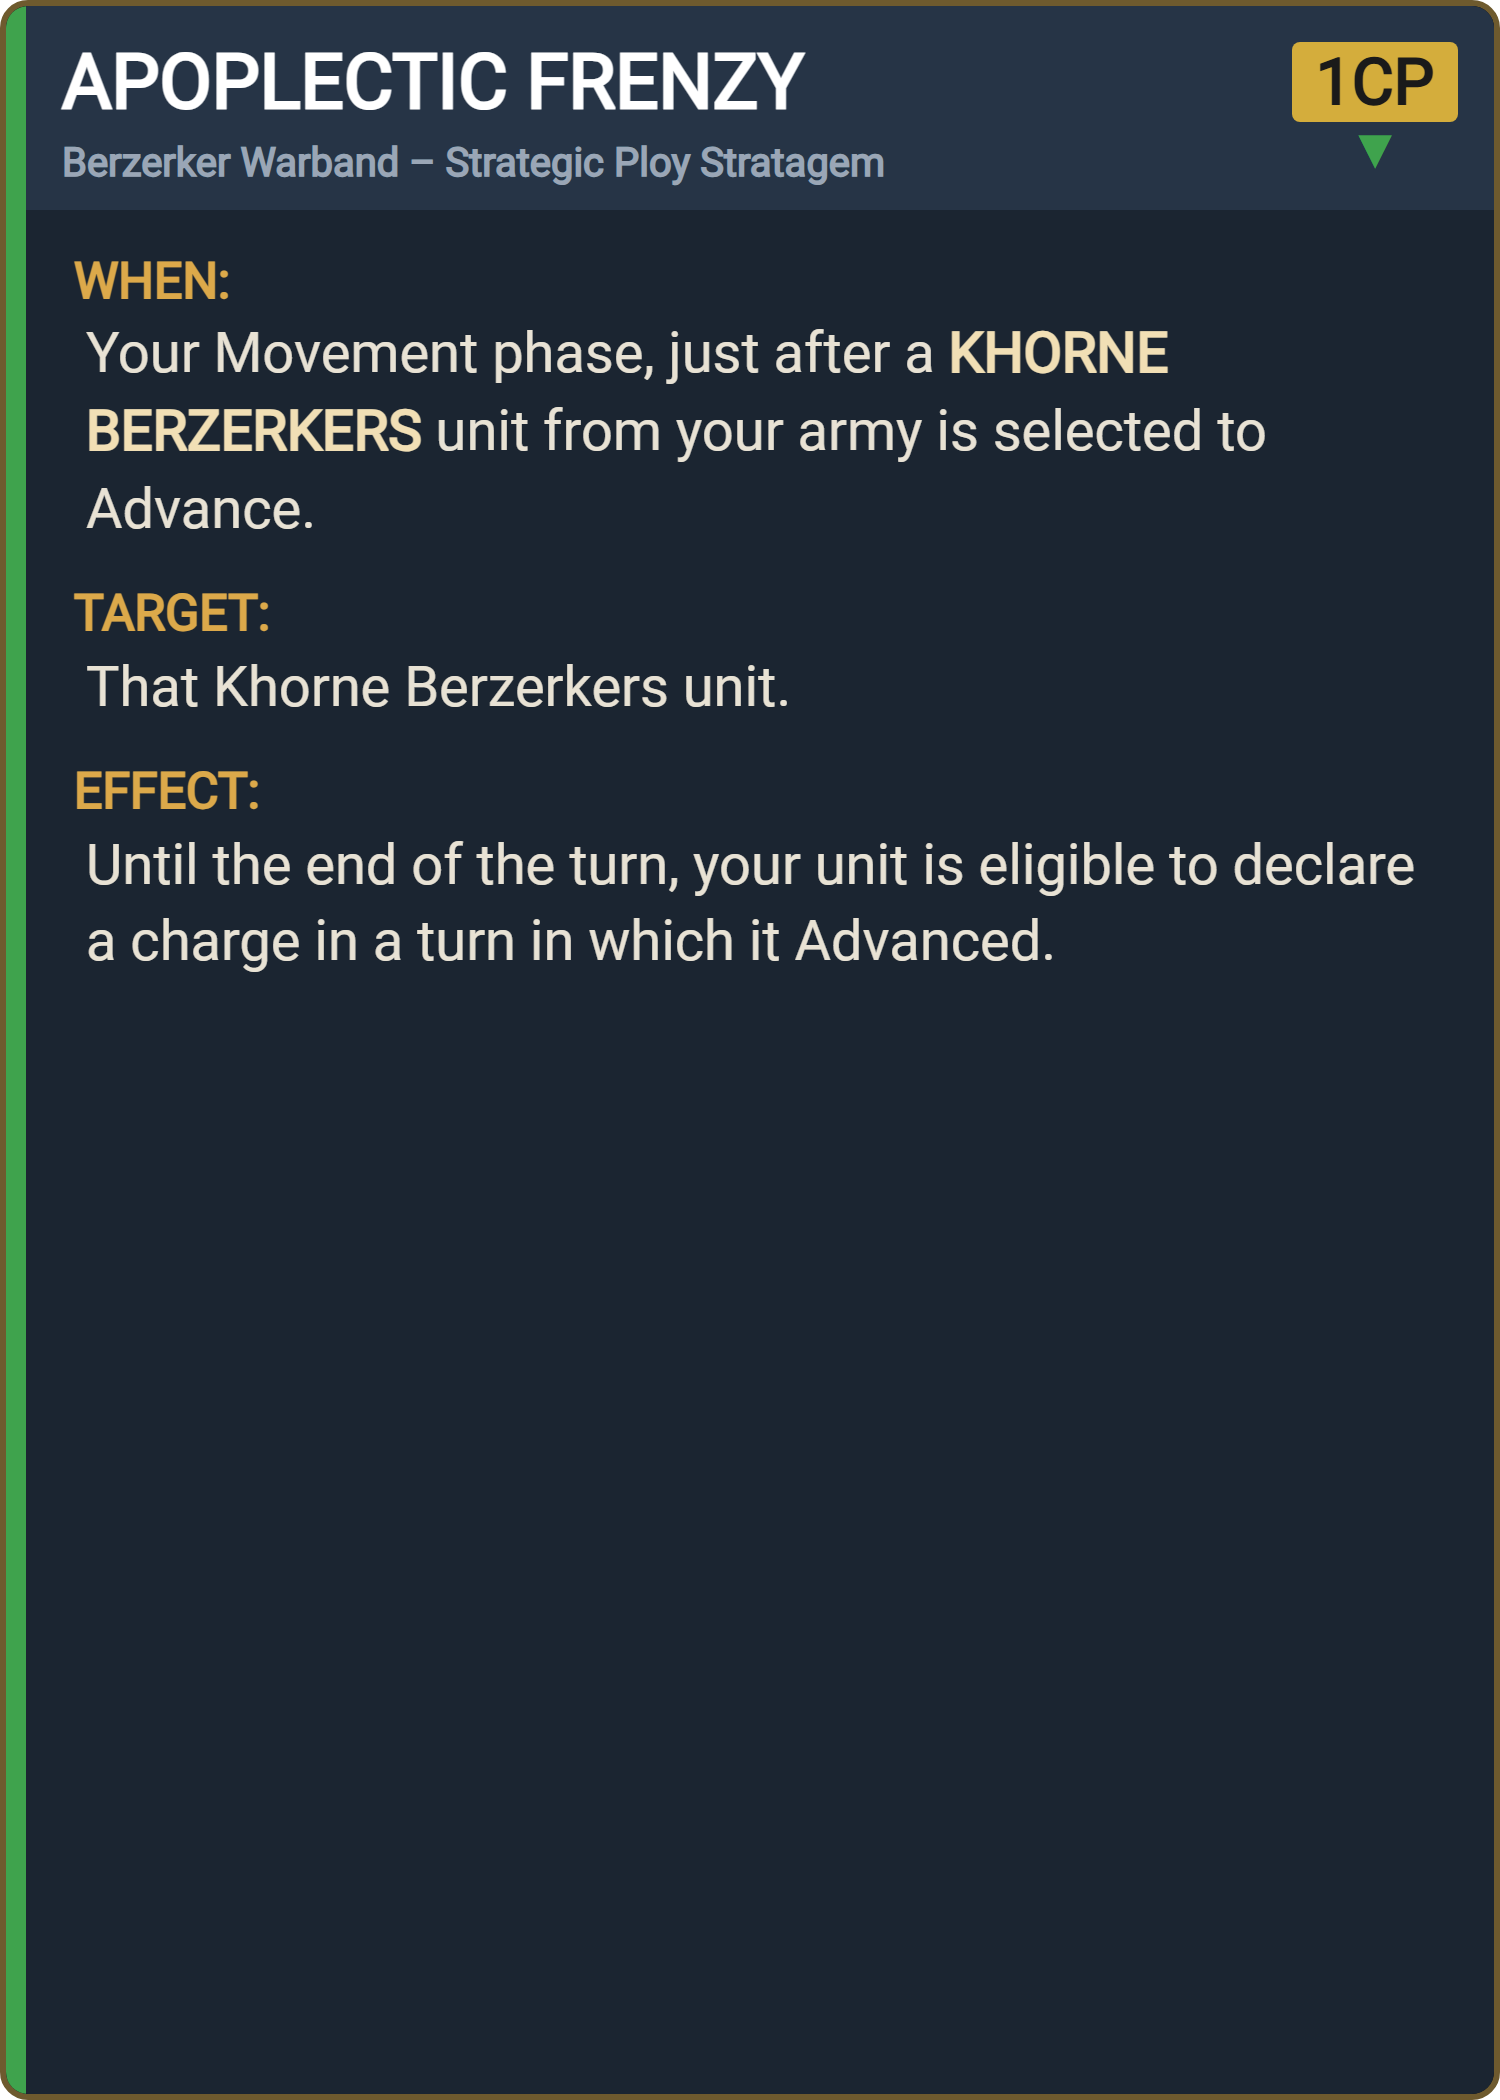 APOPLECTIC FRENZY
1CP
Berzerker Warband – Strategic Ploy Stratagem
WHEN:
Your Movement phase, just after a KHORNE
BERZERKERS unit from your army is selected to
Advance.
TARGET:
That Khorne Berzerkers unit.
EFFECT:
Until the end of the turn, your unit is eligible to declare
a charge in a turn in which it Advanced.